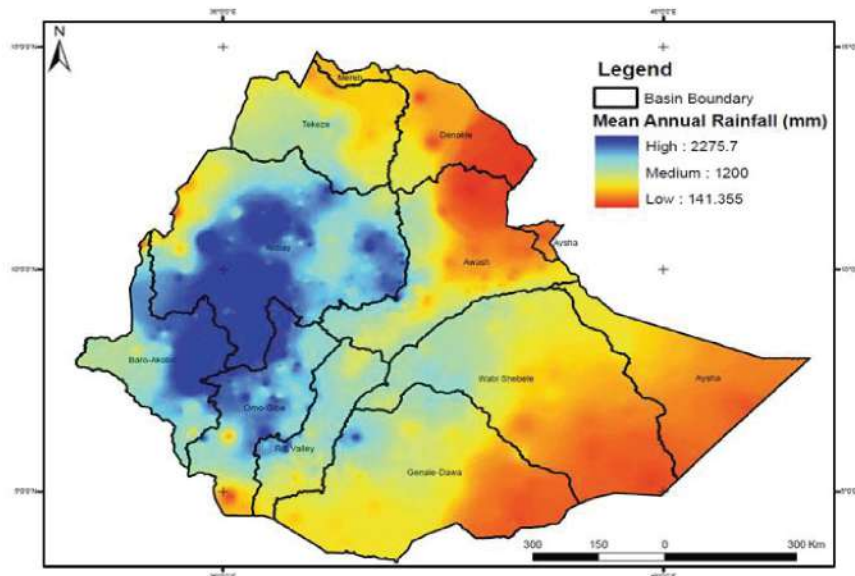 N
Legend
Basin Boundary
Mean Annual Rainfall (mm)
High : 2275.7
Medium : 1200
Low : 141.355
Mereb
Tekeze
Denakile
Abbay
Aysha
Awash
Baro-Akobo
Wabi Shebele
Aysha
Omo-Gibe
Rift Valley
Genale-Dawa
300 150 0 300 Km